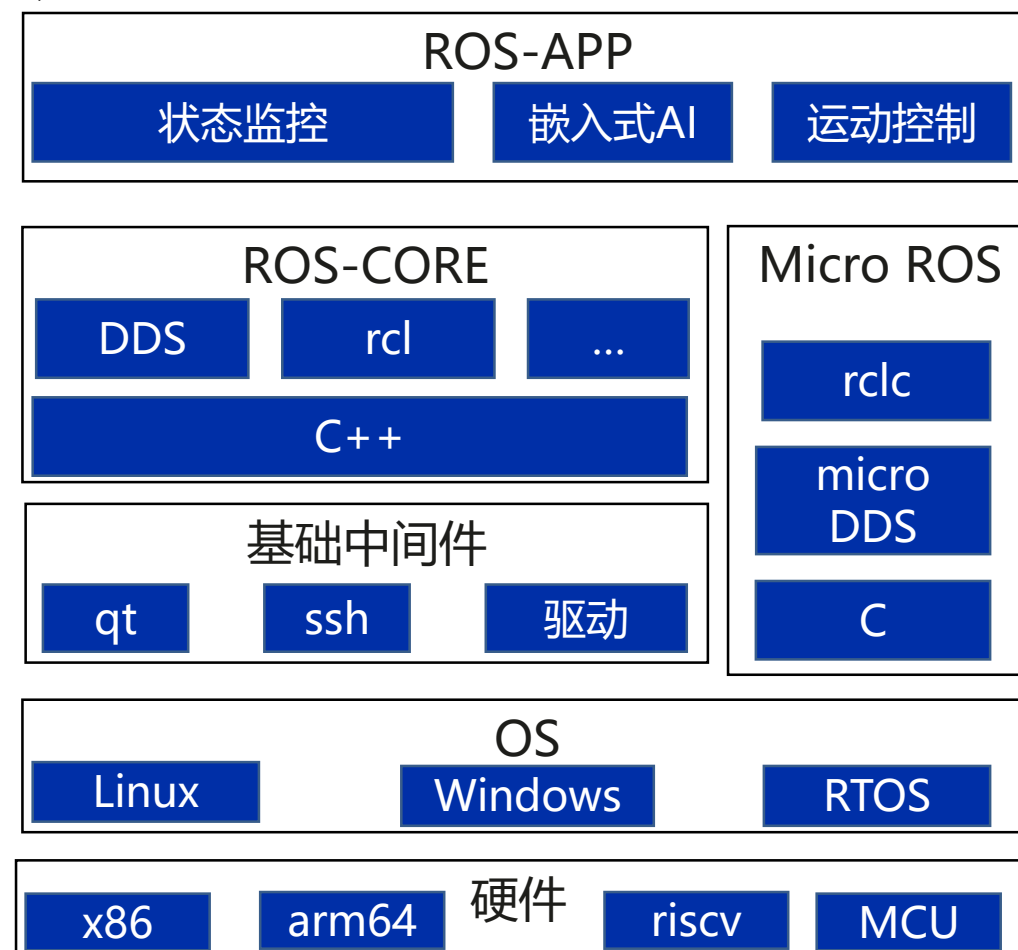 ROS-APP
状态监控
嵌入式AI
运动控制
ROS-CORE
DDS
rcl
...
C++
基础中间件
qt
ssh
驱动
Micro ROS
rclc
micro
DDS
C
OS
Linux
Windows
RTOS
硬件
x86
arm64
riscv
MCU